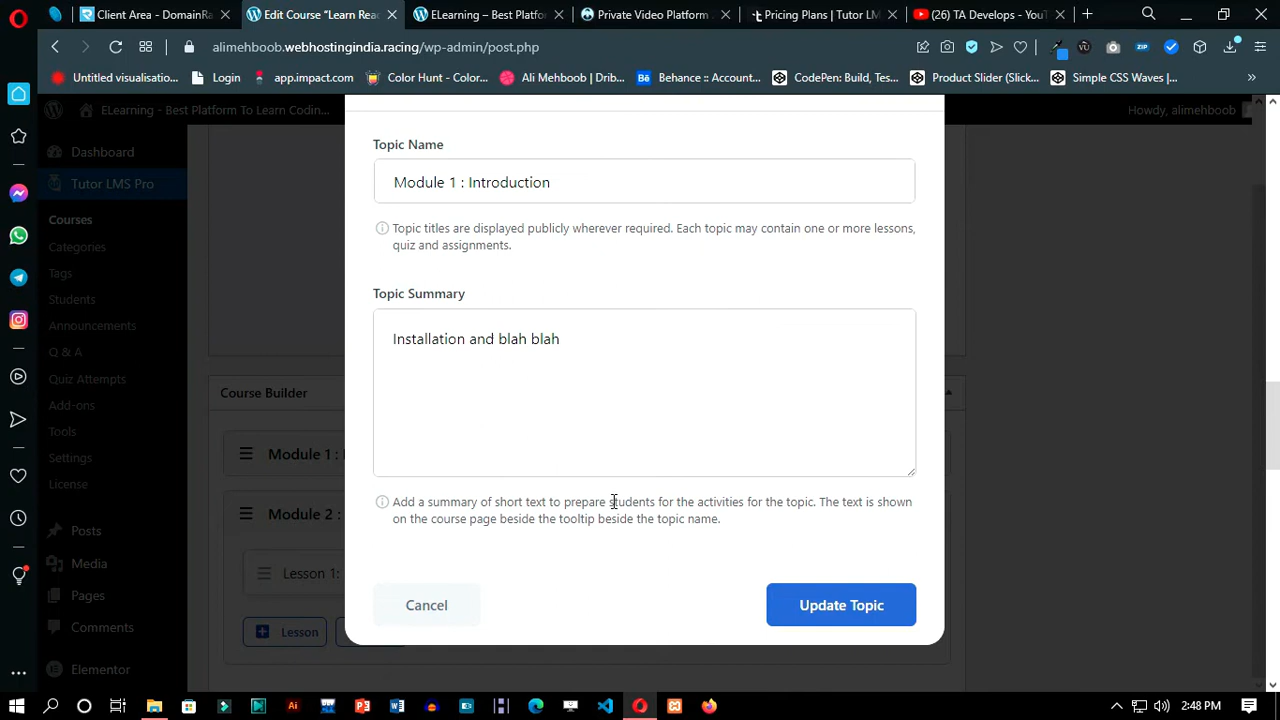 Client Area - DomainRa
Edit Course “Learn Rea
ELearning – Best Platform
Private Video Platform
Pricing Plans | Tutor LM
(26) TA Develops - YouT
alimehboob.webhostingindia.racing/wp-admin/post.php
Untitled visualisatio...
Login
app.impact.com
Color Hunt - Color...
Ali Mehboob | Drib...
Behance :: Account...
CodePen: Build, Tes...
Product Slider (Slick...
Simple CSS Waves |...
ELearning - Best Platform To Learn Coding...
Howdy, alimehboob
Dashboard
Tutor LMS Pro
Courses
Categories
Tags
Students
Announcements
Q & A
Quiz Attempts
Add-ons
Tools
Settings
License
Posts
Media
Pages
Comments
Elementor
Course Builder
Module 1 :
Module 2 :
Lesson 1:
Lesson
Topic Name
Module 1 : Introduction
Topic titles are displayed publicly wherever required. Each topic may contain one or more lessons,
quiz and assignments.
Topic Summary
Installation and blah blah
Add a summary of short text to prepare students for the activities for the topic. The text is shown
on the course page beside the tooltip beside the topic name.
Cancel
Update Topic
2:48 PM